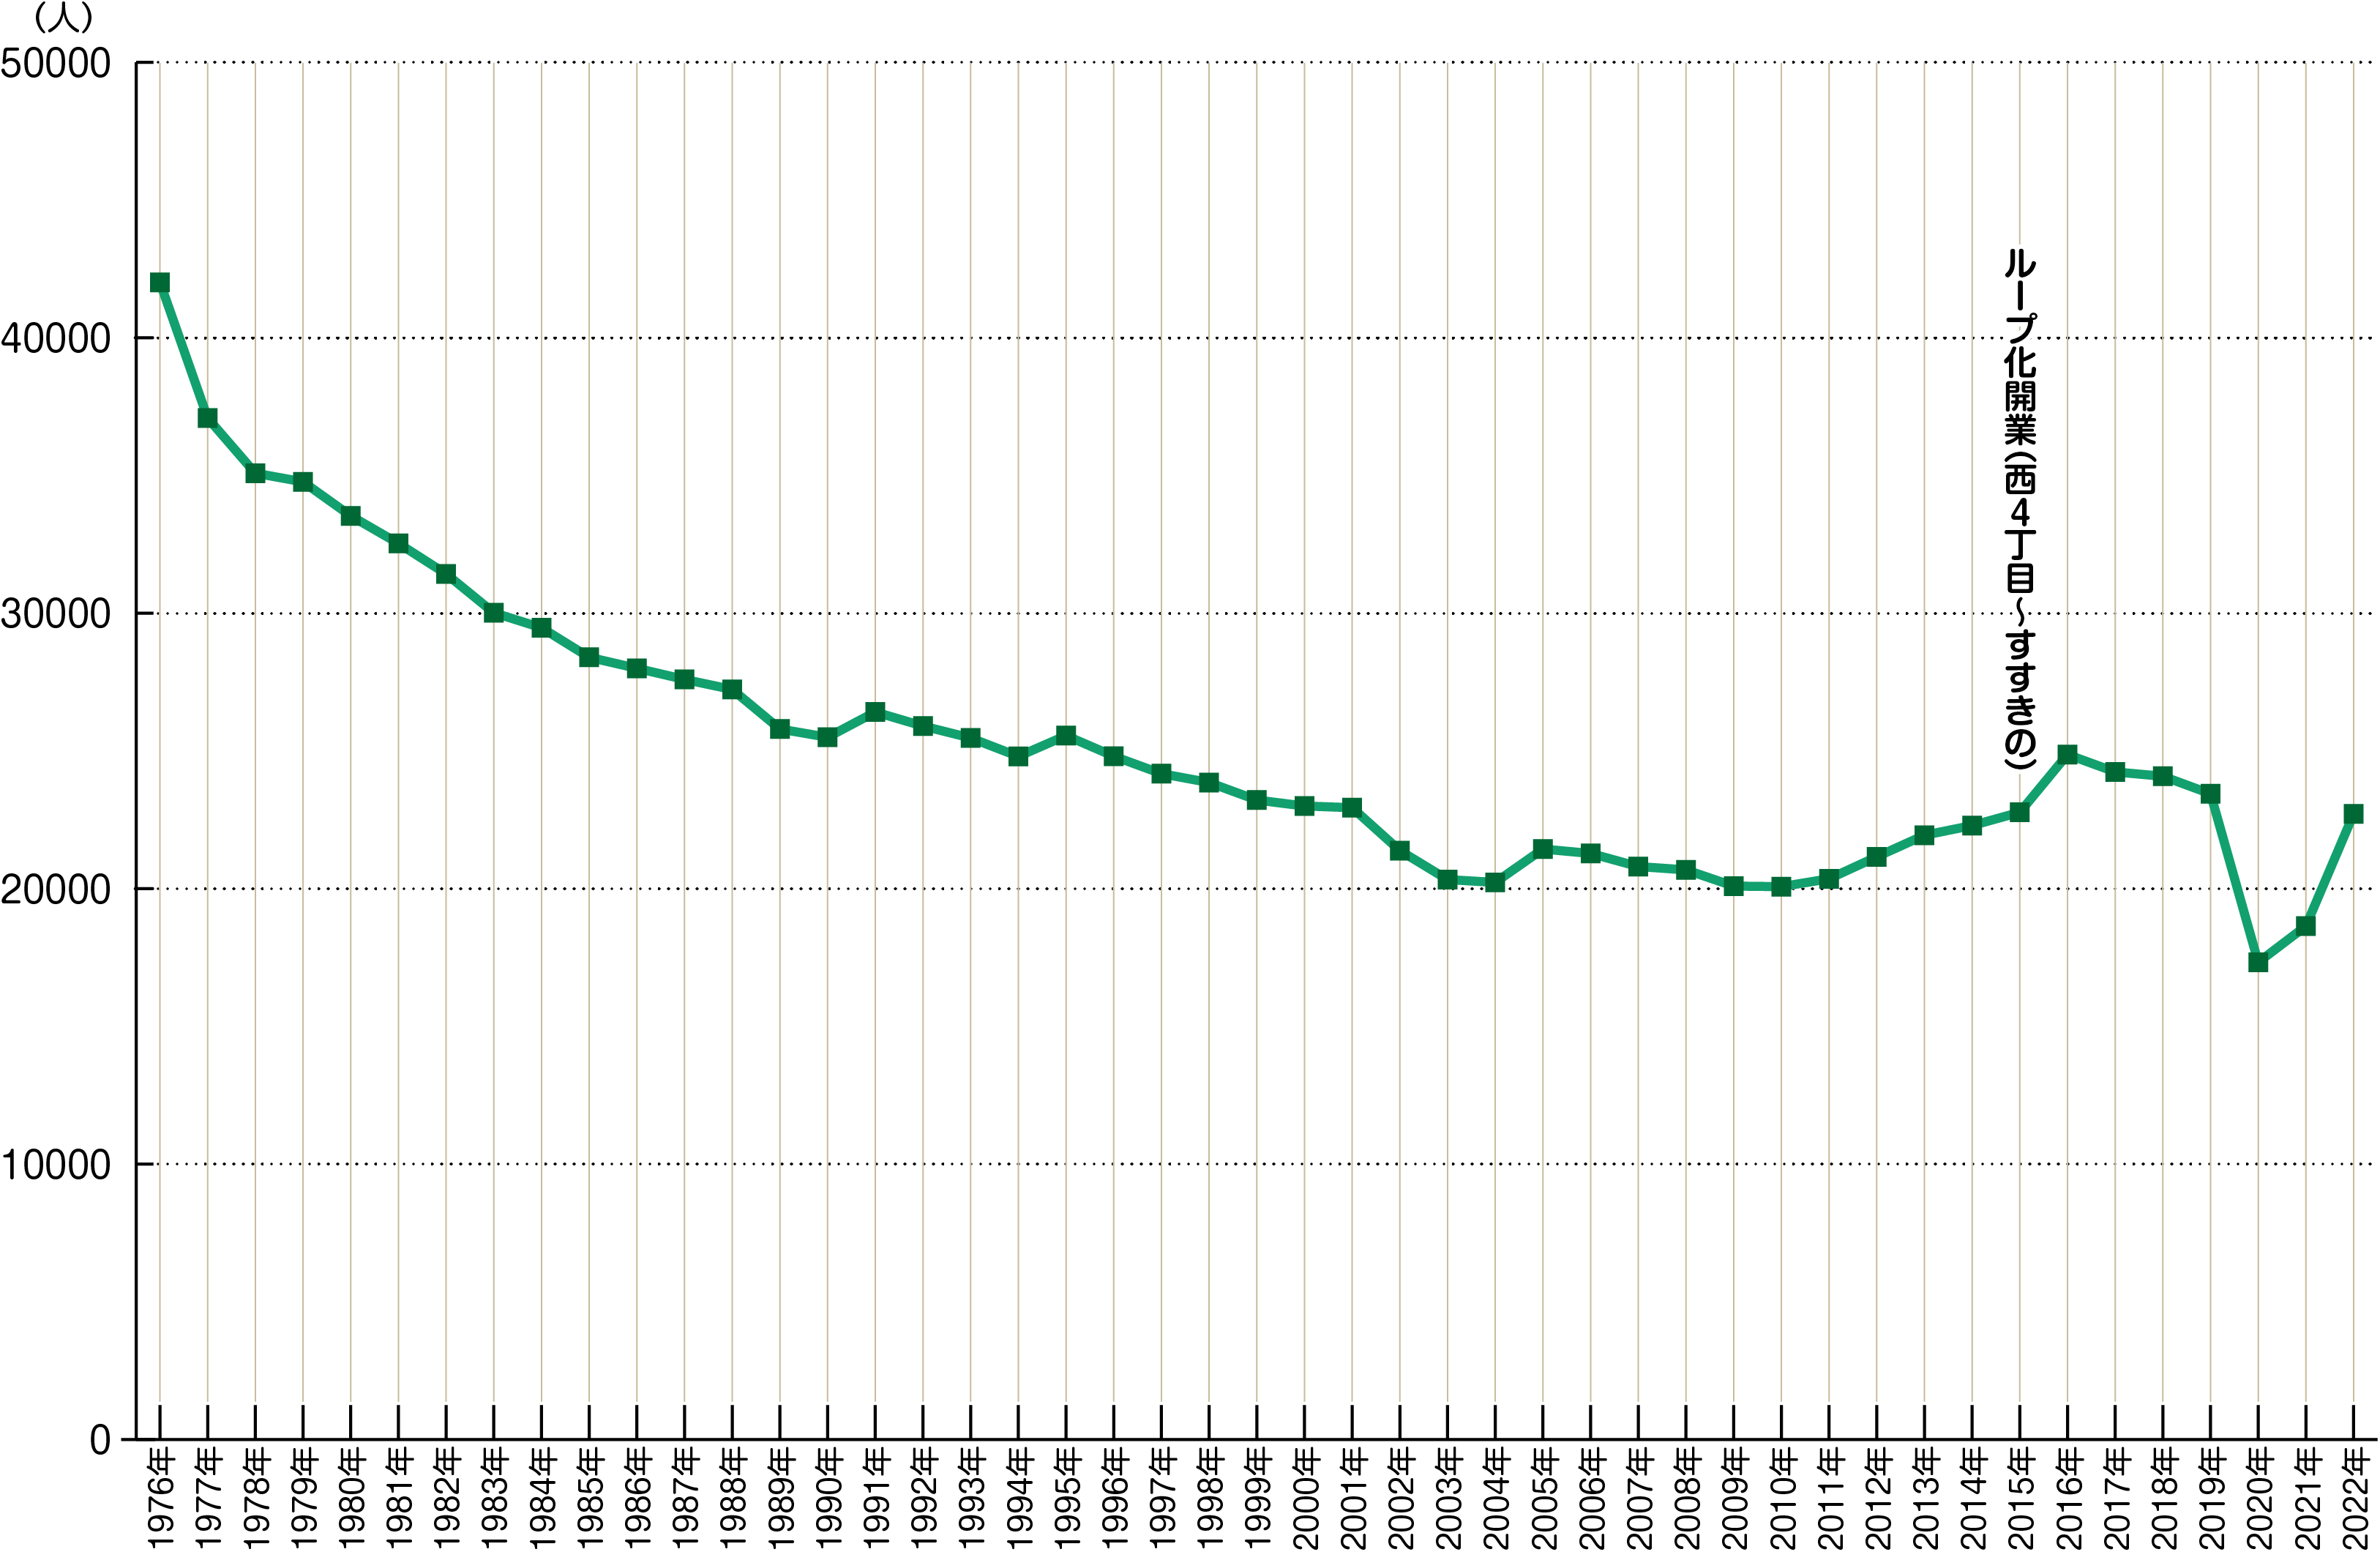 (人)
50000
40000
30000
20000
10000
0
ループ化開業(西4丁目~すすきの)
1976年
1977年
1978年
1979年
1980年
1981年
1982年
1983年
1984年
1985年
1986年
1987年
1988年
1989年
1990年
1991年
1992年
1993年
1994年
1995年
1996年
1997年
1998年
1999年
2000年
2001年
2002年
2003年
2004年
2005年
2006年
2007年
2008年
2009年
2010年
2011年
2012年
2013年
2014年
2015年
2016年
2017年
2018年
2019年
2020年
2021年
2022年